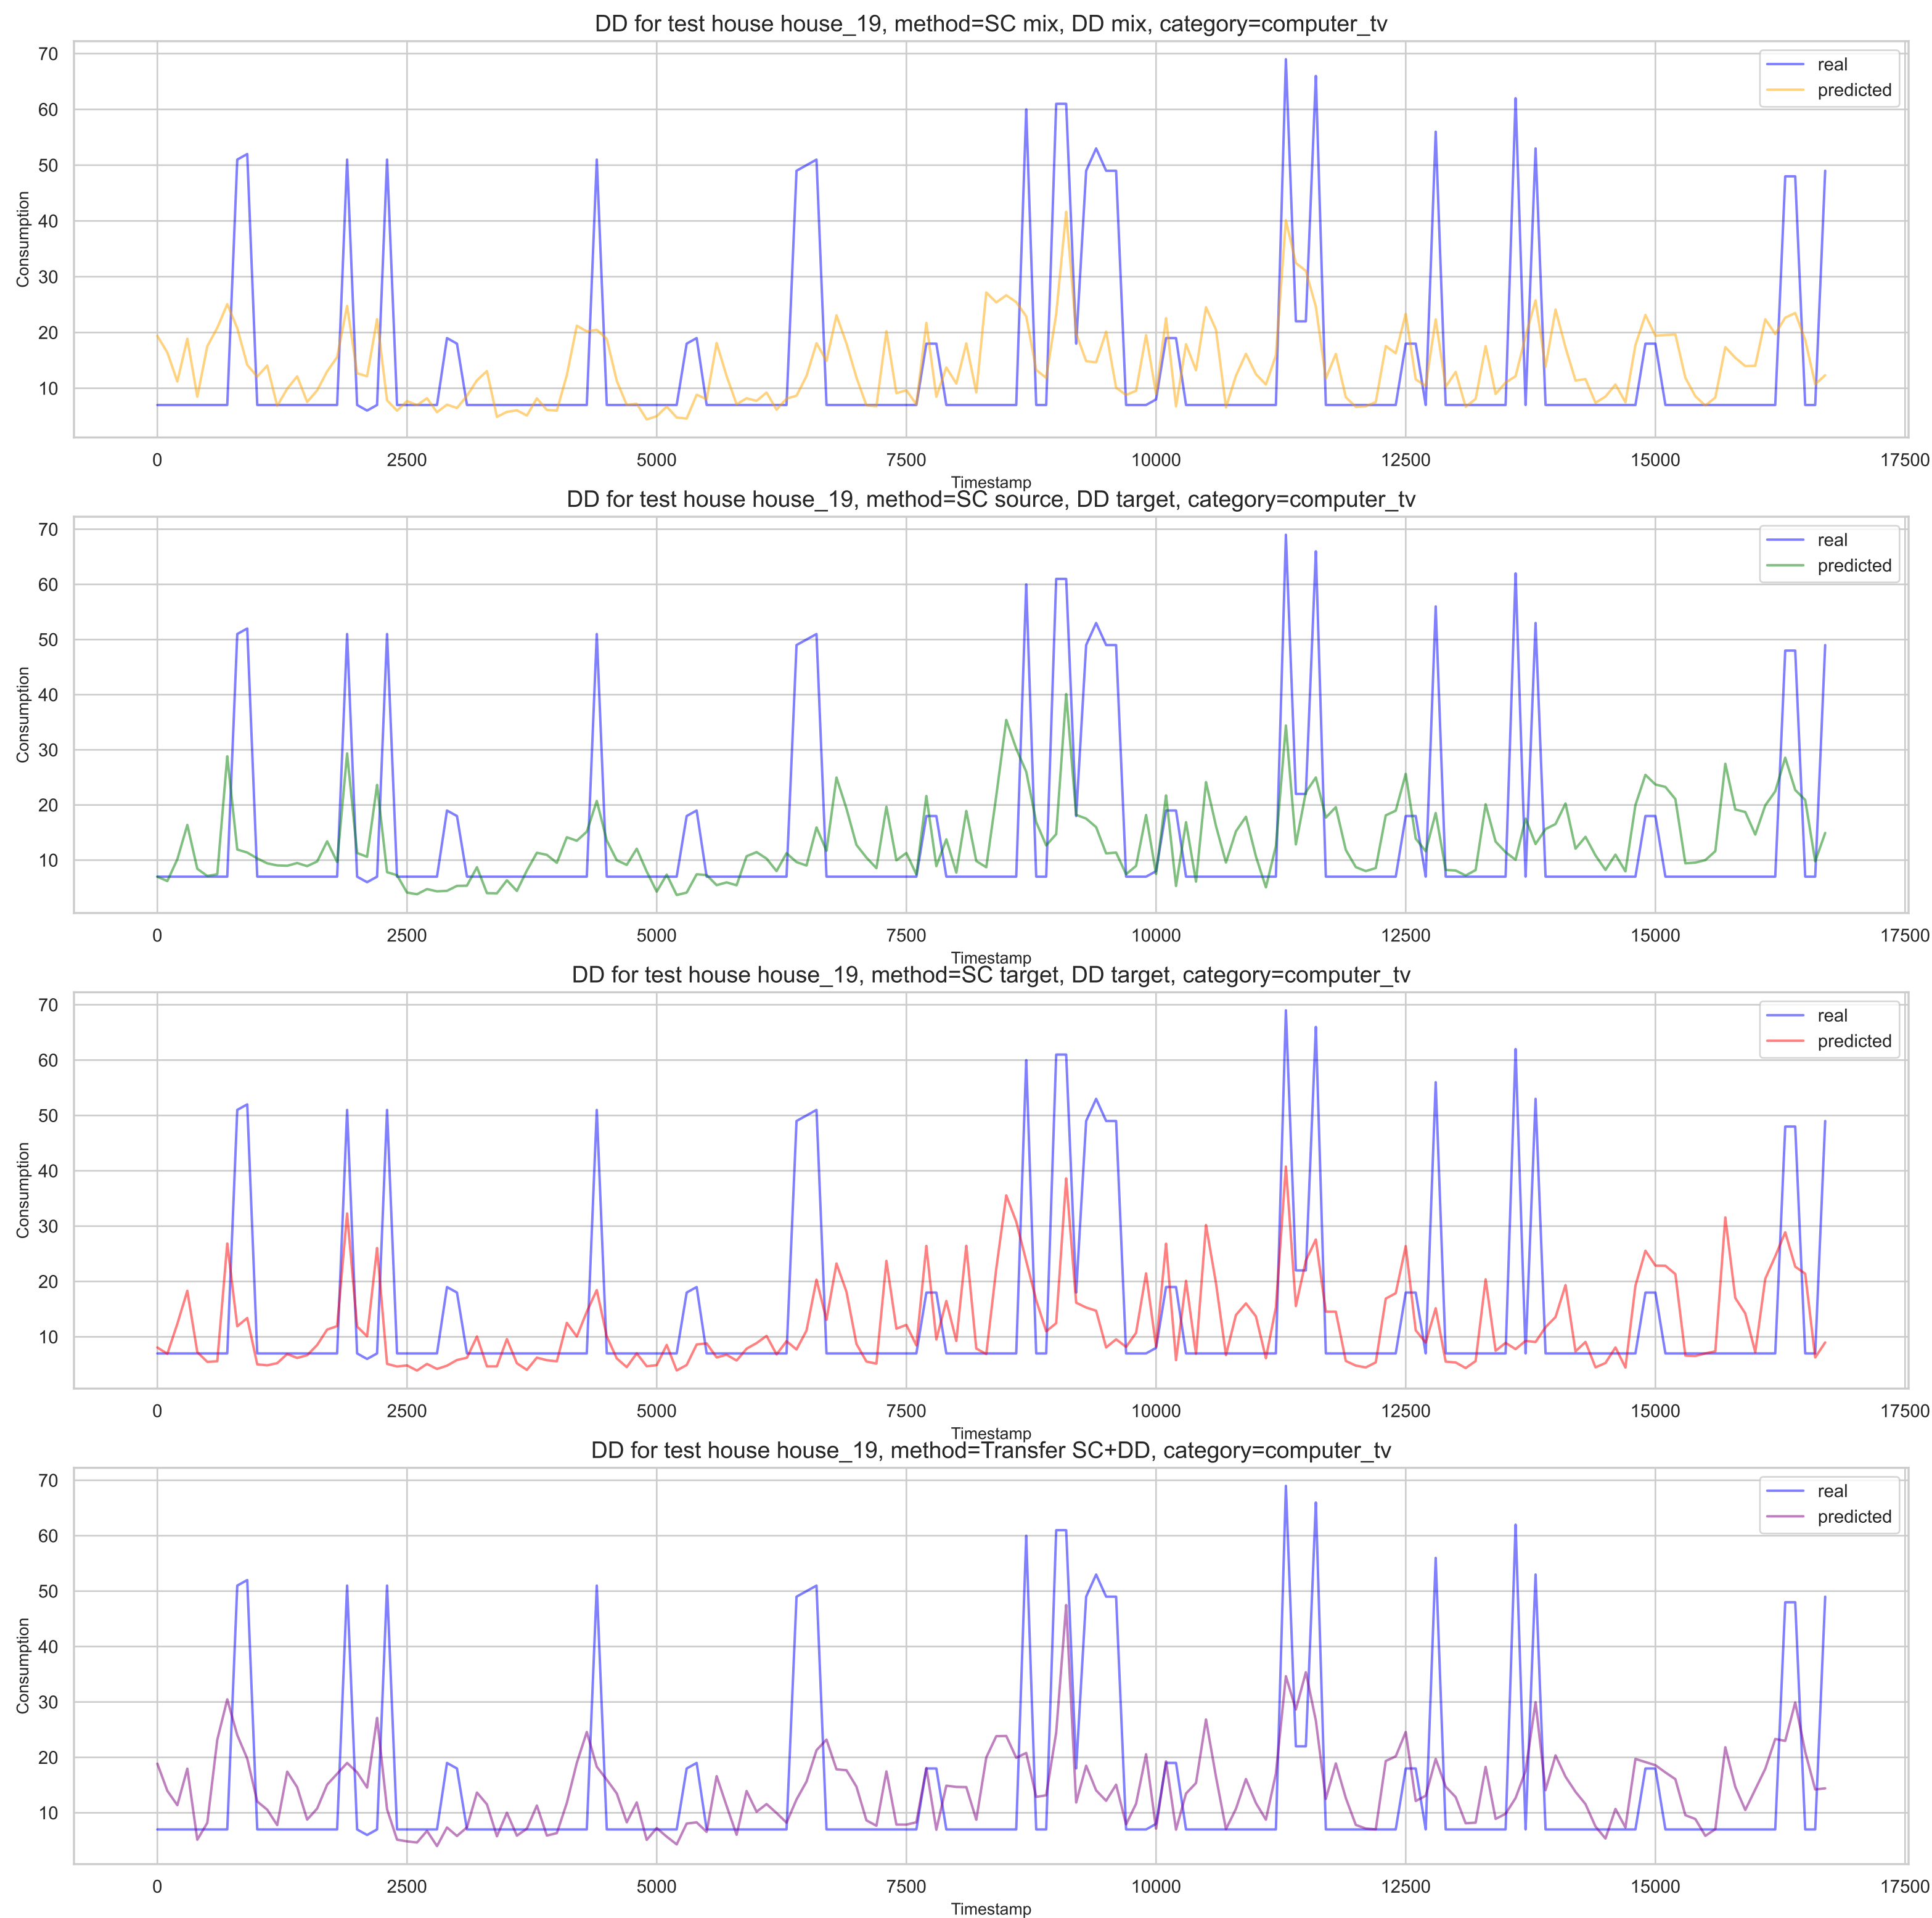 DD for test house house_19, method=SC mix, DD mix, category=computer_tv
70
60
50
40
30
20
10
Consumption
real
predicted
0 2500 5000 7500 10000 12500 15000 17500
Timestamp
DD for test house house_19, method=SC source, DD target, category=computer_tv
70
60
50
40
30
20
10
Consumption
real
predicted
0 2500 5000 7500 10000 12500 15000 17500
Timestamp
DD for test house house_19, method=SC target, DD target, category=computer_tv
70
60
50
40
30
20
10
Consumption
real
predicted
0 2500 5000 7500 10000 12500 15000 17500
Timestamp
DD for test house house_19, method=Transfer SC+DD, category=computer_tv
70
60
50
40
30
20
10
Consumption
real
predicted
0 2500 5000 7500 10000 12500 15000 17500
Timestamp